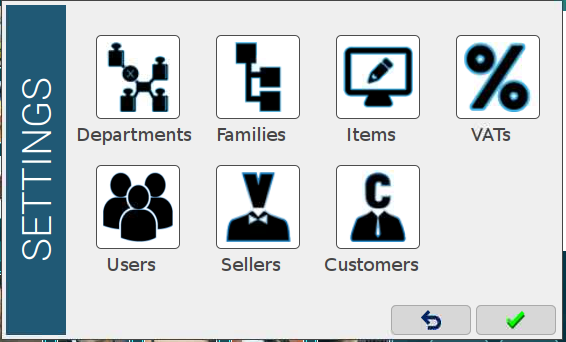 SETTINGS
Departments
Families
Items
VATs
Users
V
Sellers
C
Customers